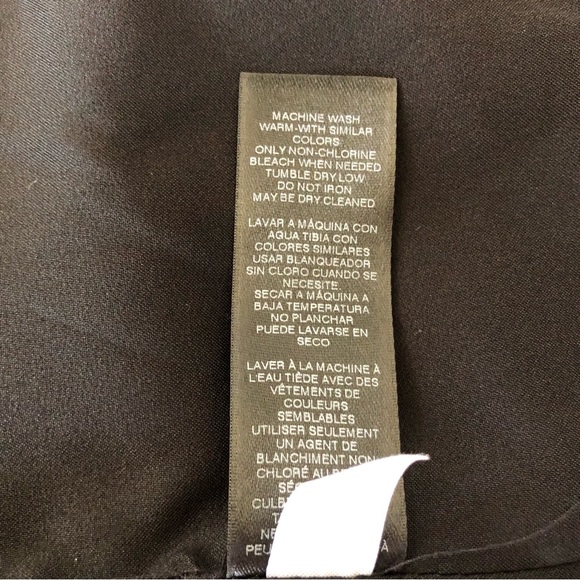 MACHINE WASH
WARM-WITH SIMILAR
COLORS
ONLY NON-CHLORINE
BLEACH WHEN NEEDED
TUMBLE DRY LOW
DO NOT IRON
MAY BE DRY CLEANED
LAVAR A MÁQUINA CON
AGUA TIBIA CON
COLORES SIMILARES
USAR BLANQUEADOR
SIN CLORO CUANDO SE
NECESITE.
SECAR A MÁQUINA A
BAJA TEMPERATURA
NO PLANCHAR
PUEDE LAVARSE EN
SECO
LAVER À LA MACHINE À
L'EAU TIÈDE AVEC DES
VÊTEMENTS DE
COULEURS
SEMBLABLES
UTILISER SEULEMENT
UN AGENT DE
BLANCHIMENT NON-
CHLORÉ AU
À